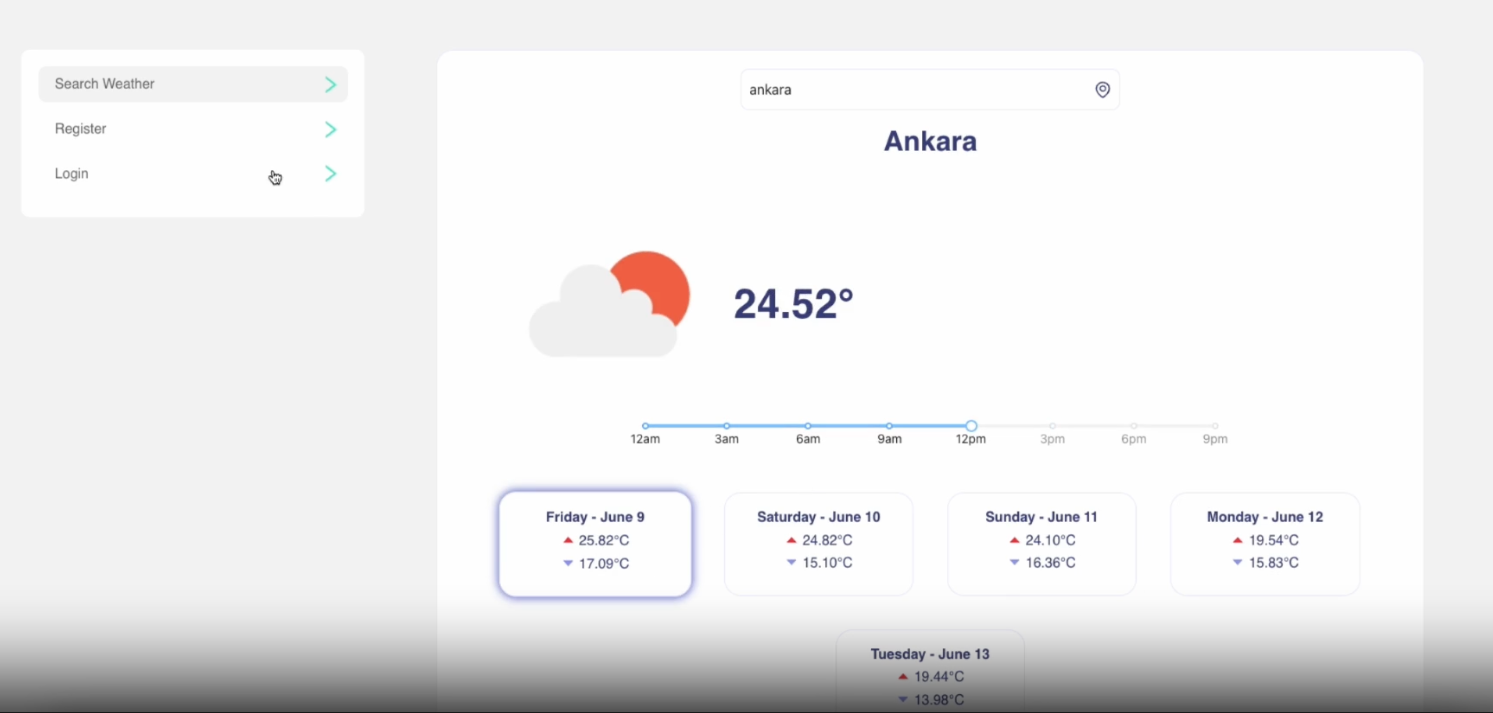 Search Weather
Register
Login
ankara
Ankara
24.52°
12am 3am 6am 9am 12pm 3pm 6pm 9pm
Friday - June 9
25.82°C
17.09°C
Saturday - June 10
24.82°C
15.10°C
Sunday - June 11
24.10°C
16.36°C
Monday - June 12
19.54°C
15.83°C
Tuesday - June 13
19.44°C
13.98°C